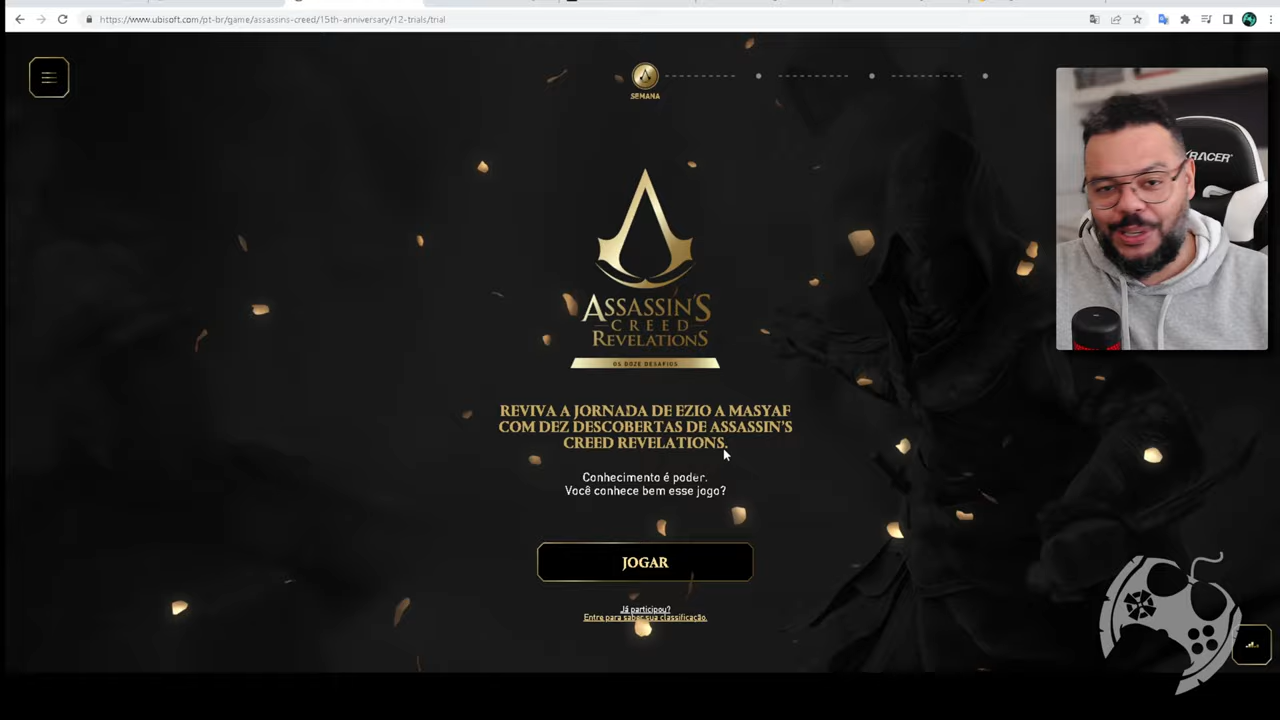 https://www.ubisoft.com/pt-br/game/assassins-creed/15th-anniversary/12-trials/trial
SEMANA
RACER
ASSASSIN'S
CREED
REVELATIONS
OS DOZE DESAFIOS
REVIVA A JORNADA DE EZIO A MASYAF
COM DEZ DESCOBERTAS DE ASSASSIN'S
CREED REVELATIONS.
Conhecimento é poder.
Você conhece bem esse jogo?
JOGAR
Já participou?
Entre para saber sua classificação.